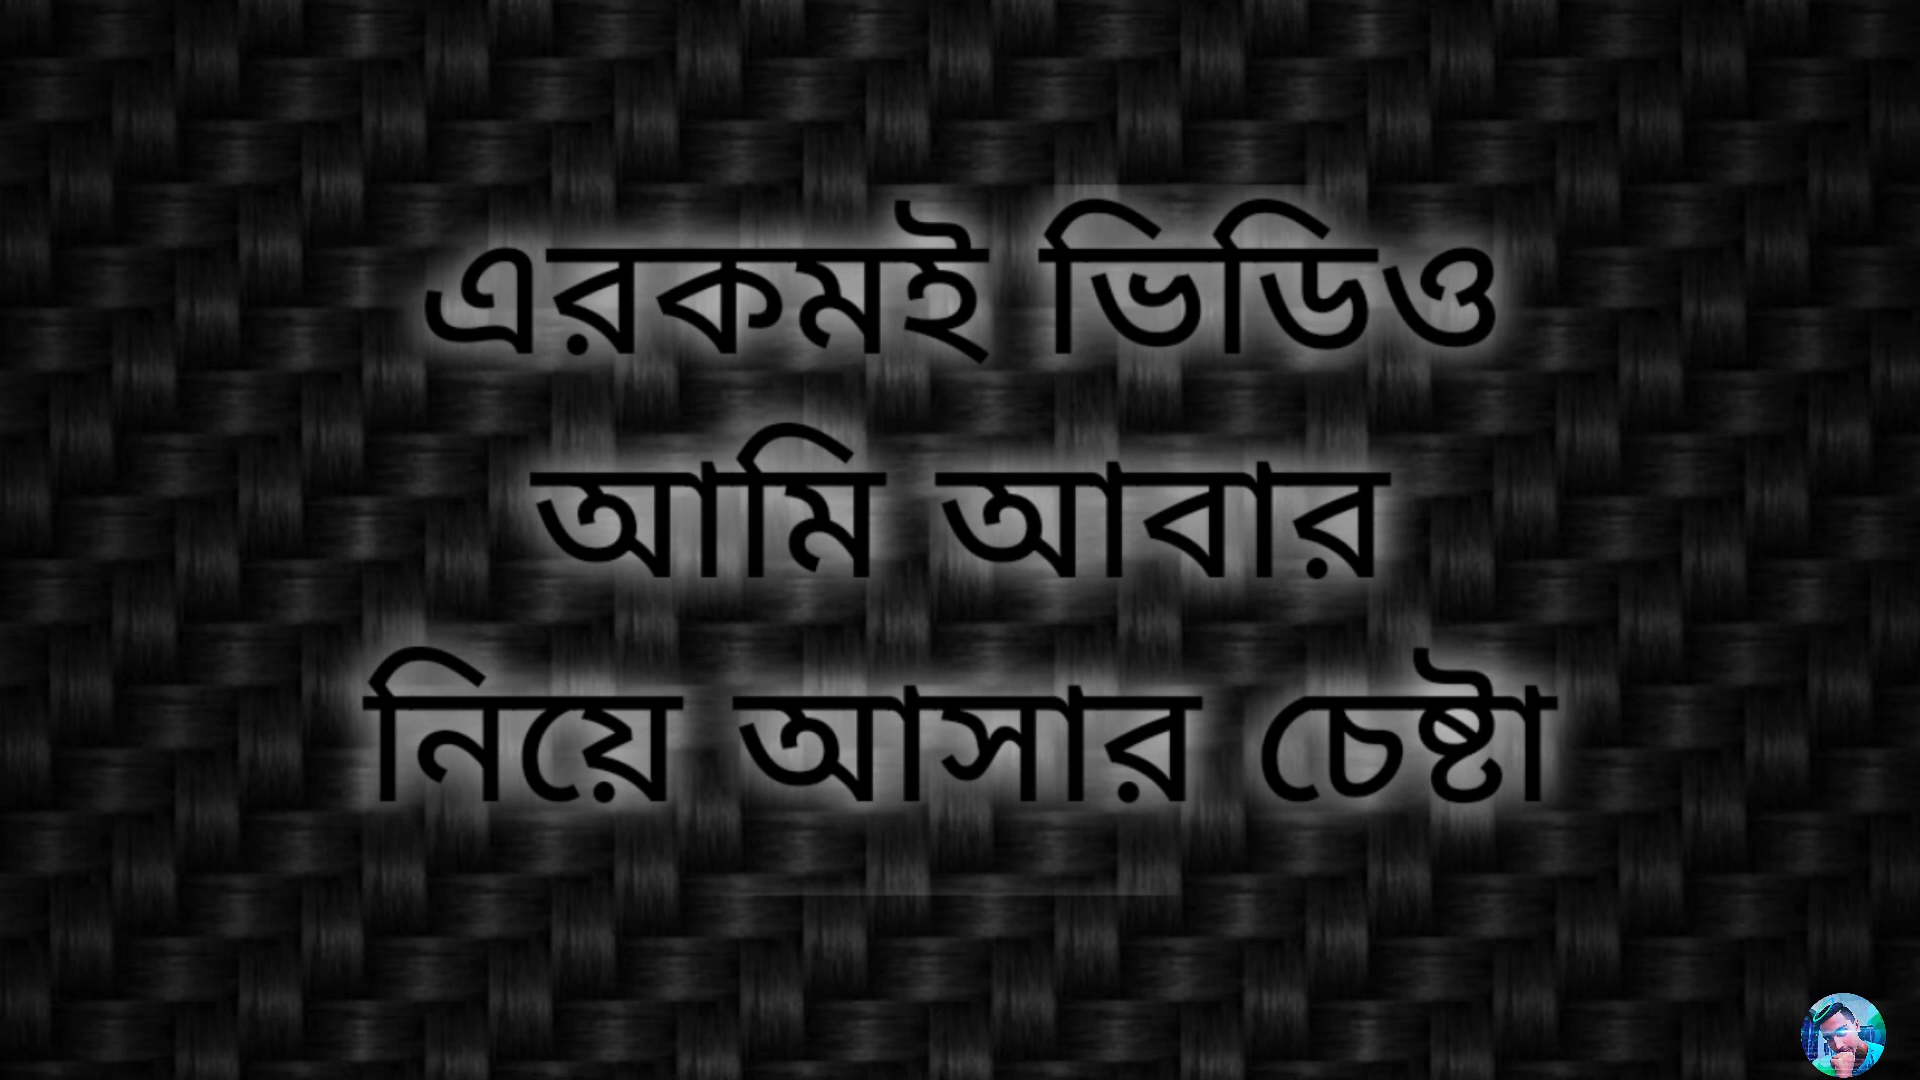 এরকমই ভিডিও
আমি আবার
নিয়ে আসার চেষ্টা